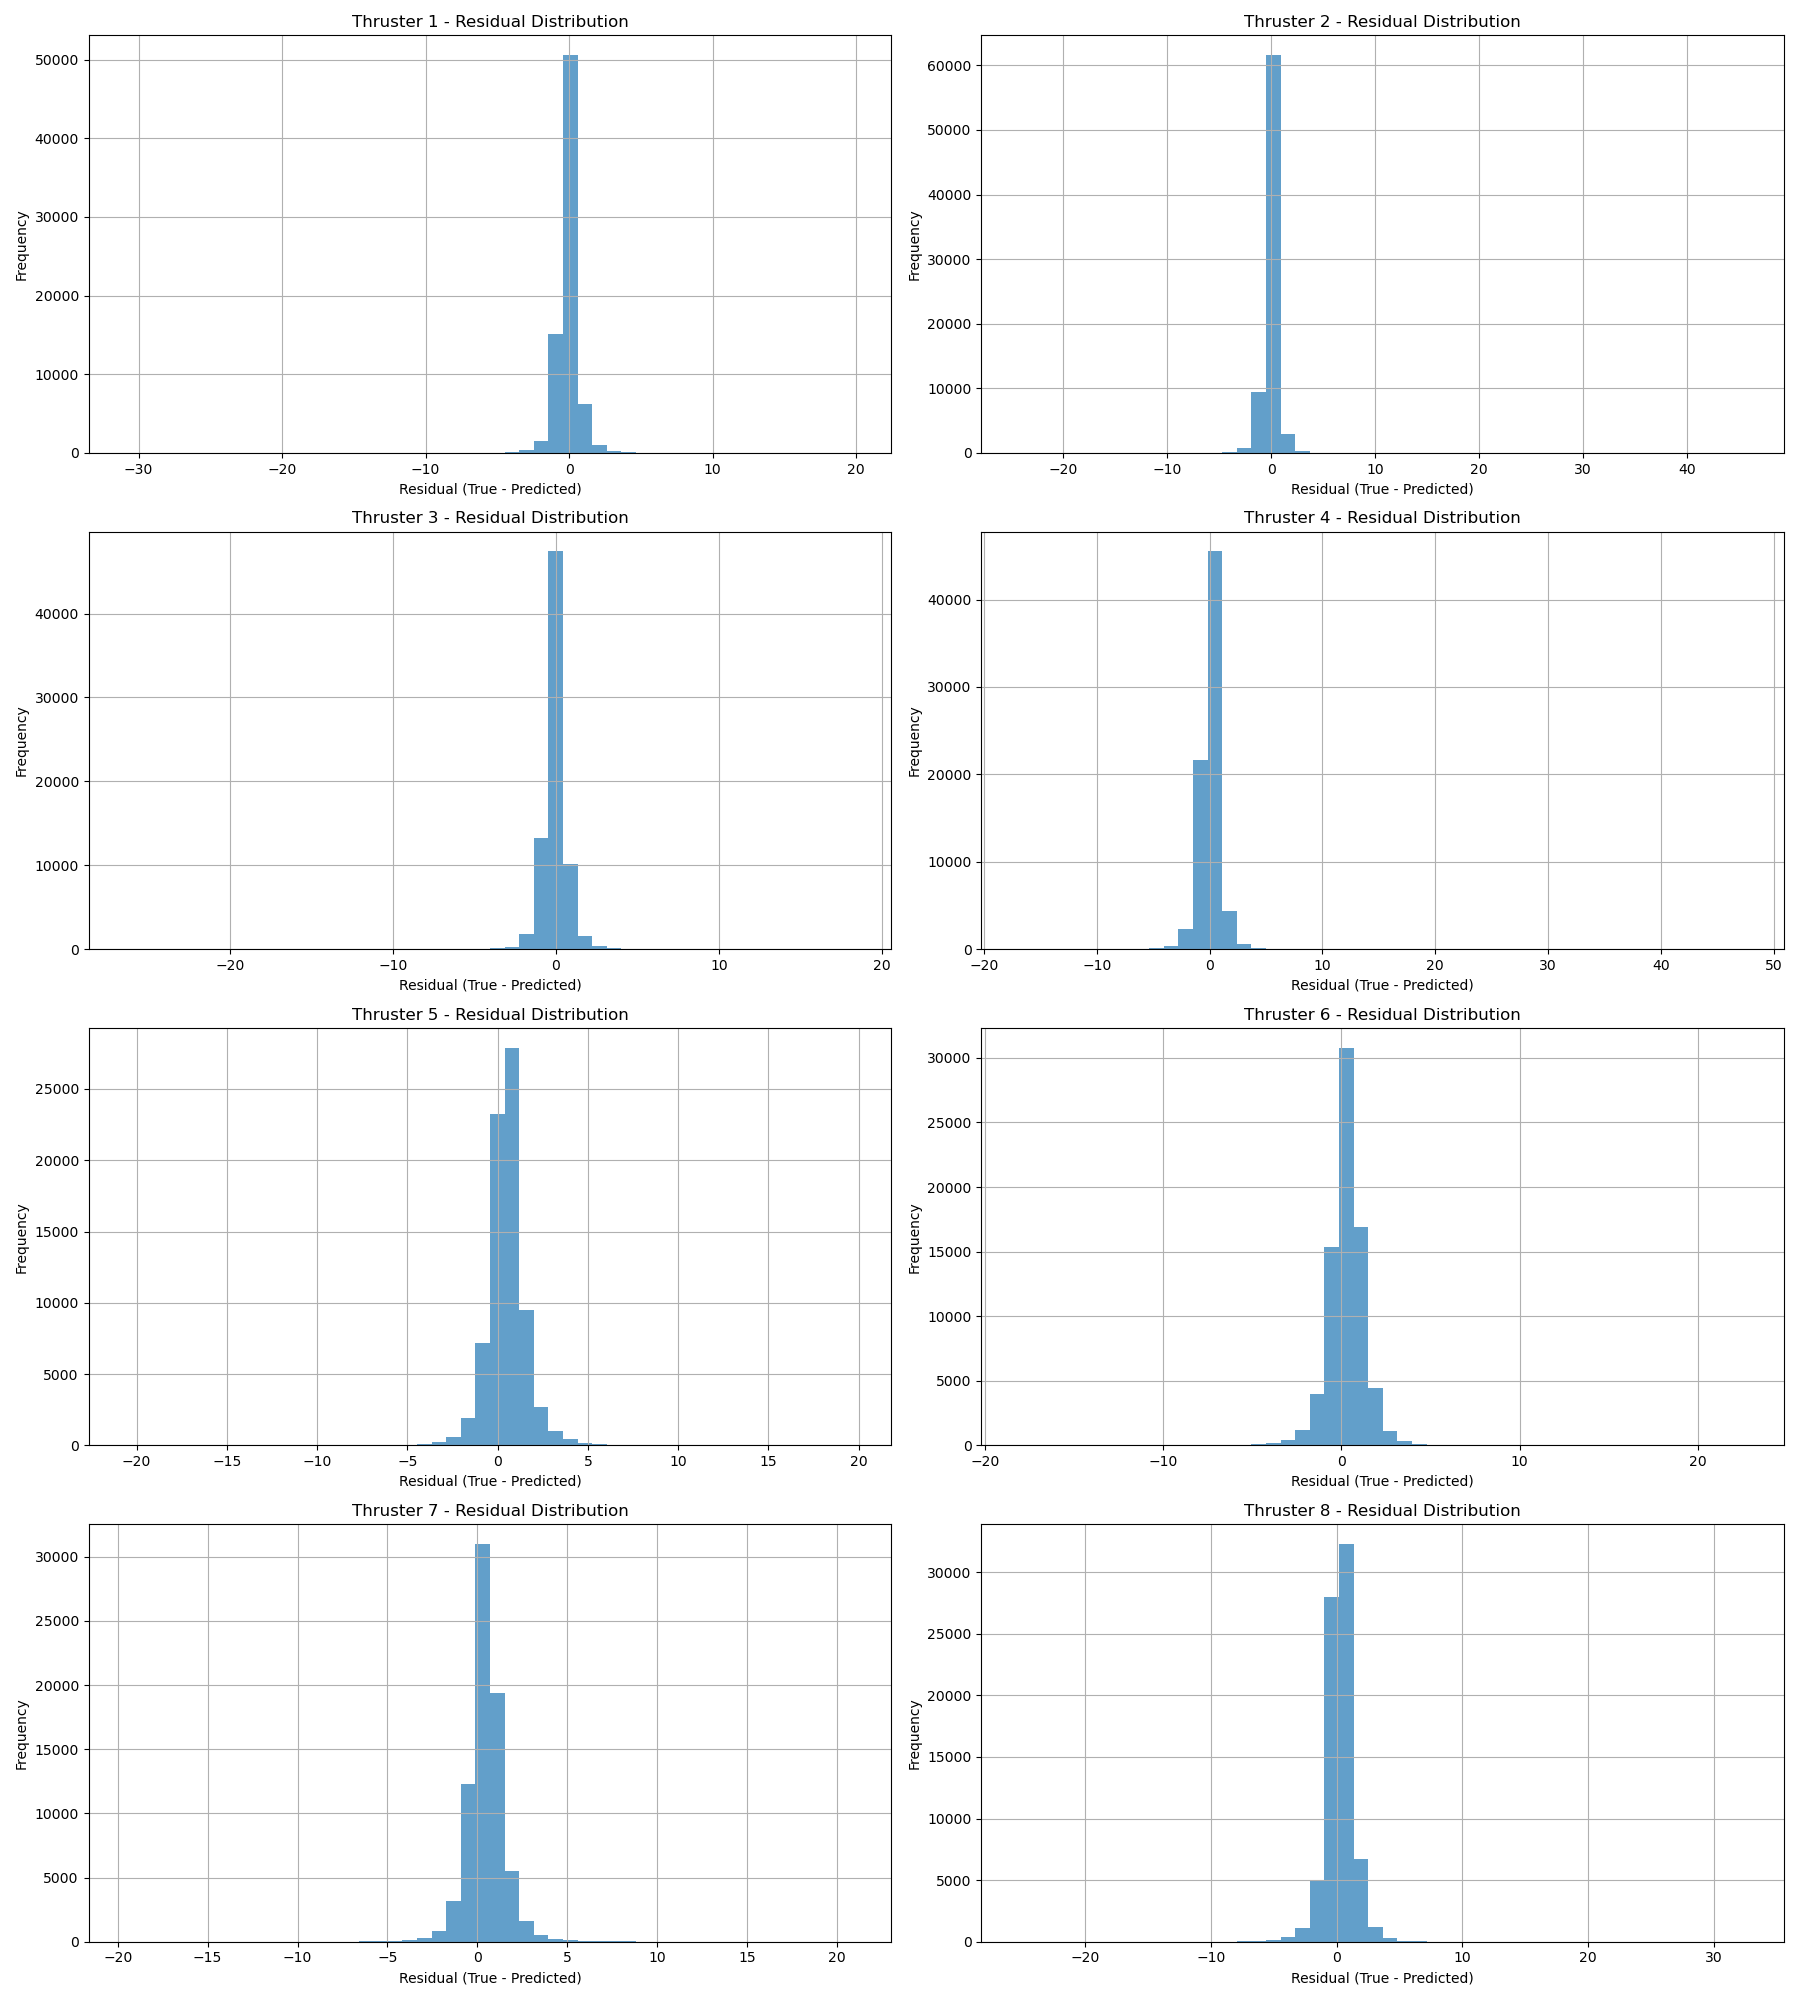 Thruster 1 - Residual Distribution
Frequency
50000
40000
30000
20000
10000
0
−30 −20 −10 0 10 20
Residual (True - Predicted)
Thruster 2 - Residual Distribution
Frequency
60000
50000
40000
30000
20000
10000
0
−20 −10 0 10 20 30 40
Residual (True - Predicted)
Thruster 3 - Residual Distribution
Frequency
40000
30000
20000
10000
0
−20 −10 0 10 20
Residual (True - Predicted)
Thruster 4 - Residual Distribution
Frequency
40000
30000
20000
10000
0
−20 −10 0 10 20 30 40 50
Residual (True - Predicted)
Thruster 5 - Residual Distribution
Frequency
25000
20000
15000
10000
5000
0
−20 −15 −10 −5 0 5 10 15 20
Residual (True - Predicted)
Thruster 6 - Residual Distribution
Frequency
30000
25000
20000
15000
10000
5000
0
−20 −10 0 10 20
Residual (True - Predicted)
Thruster 7 - Residual Distribution
Frequency
30000
25000
20000
15000
10000
5000
0
−20 −15 −10 −5 0 5 10 15 20
Residual (True - Predicted)
Thruster 8 - Residual Distribution
Frequency
30000
25000
20000
15000
10000
5000
0
−20 −10 0 10 20 30
Residual (True - Predicted)